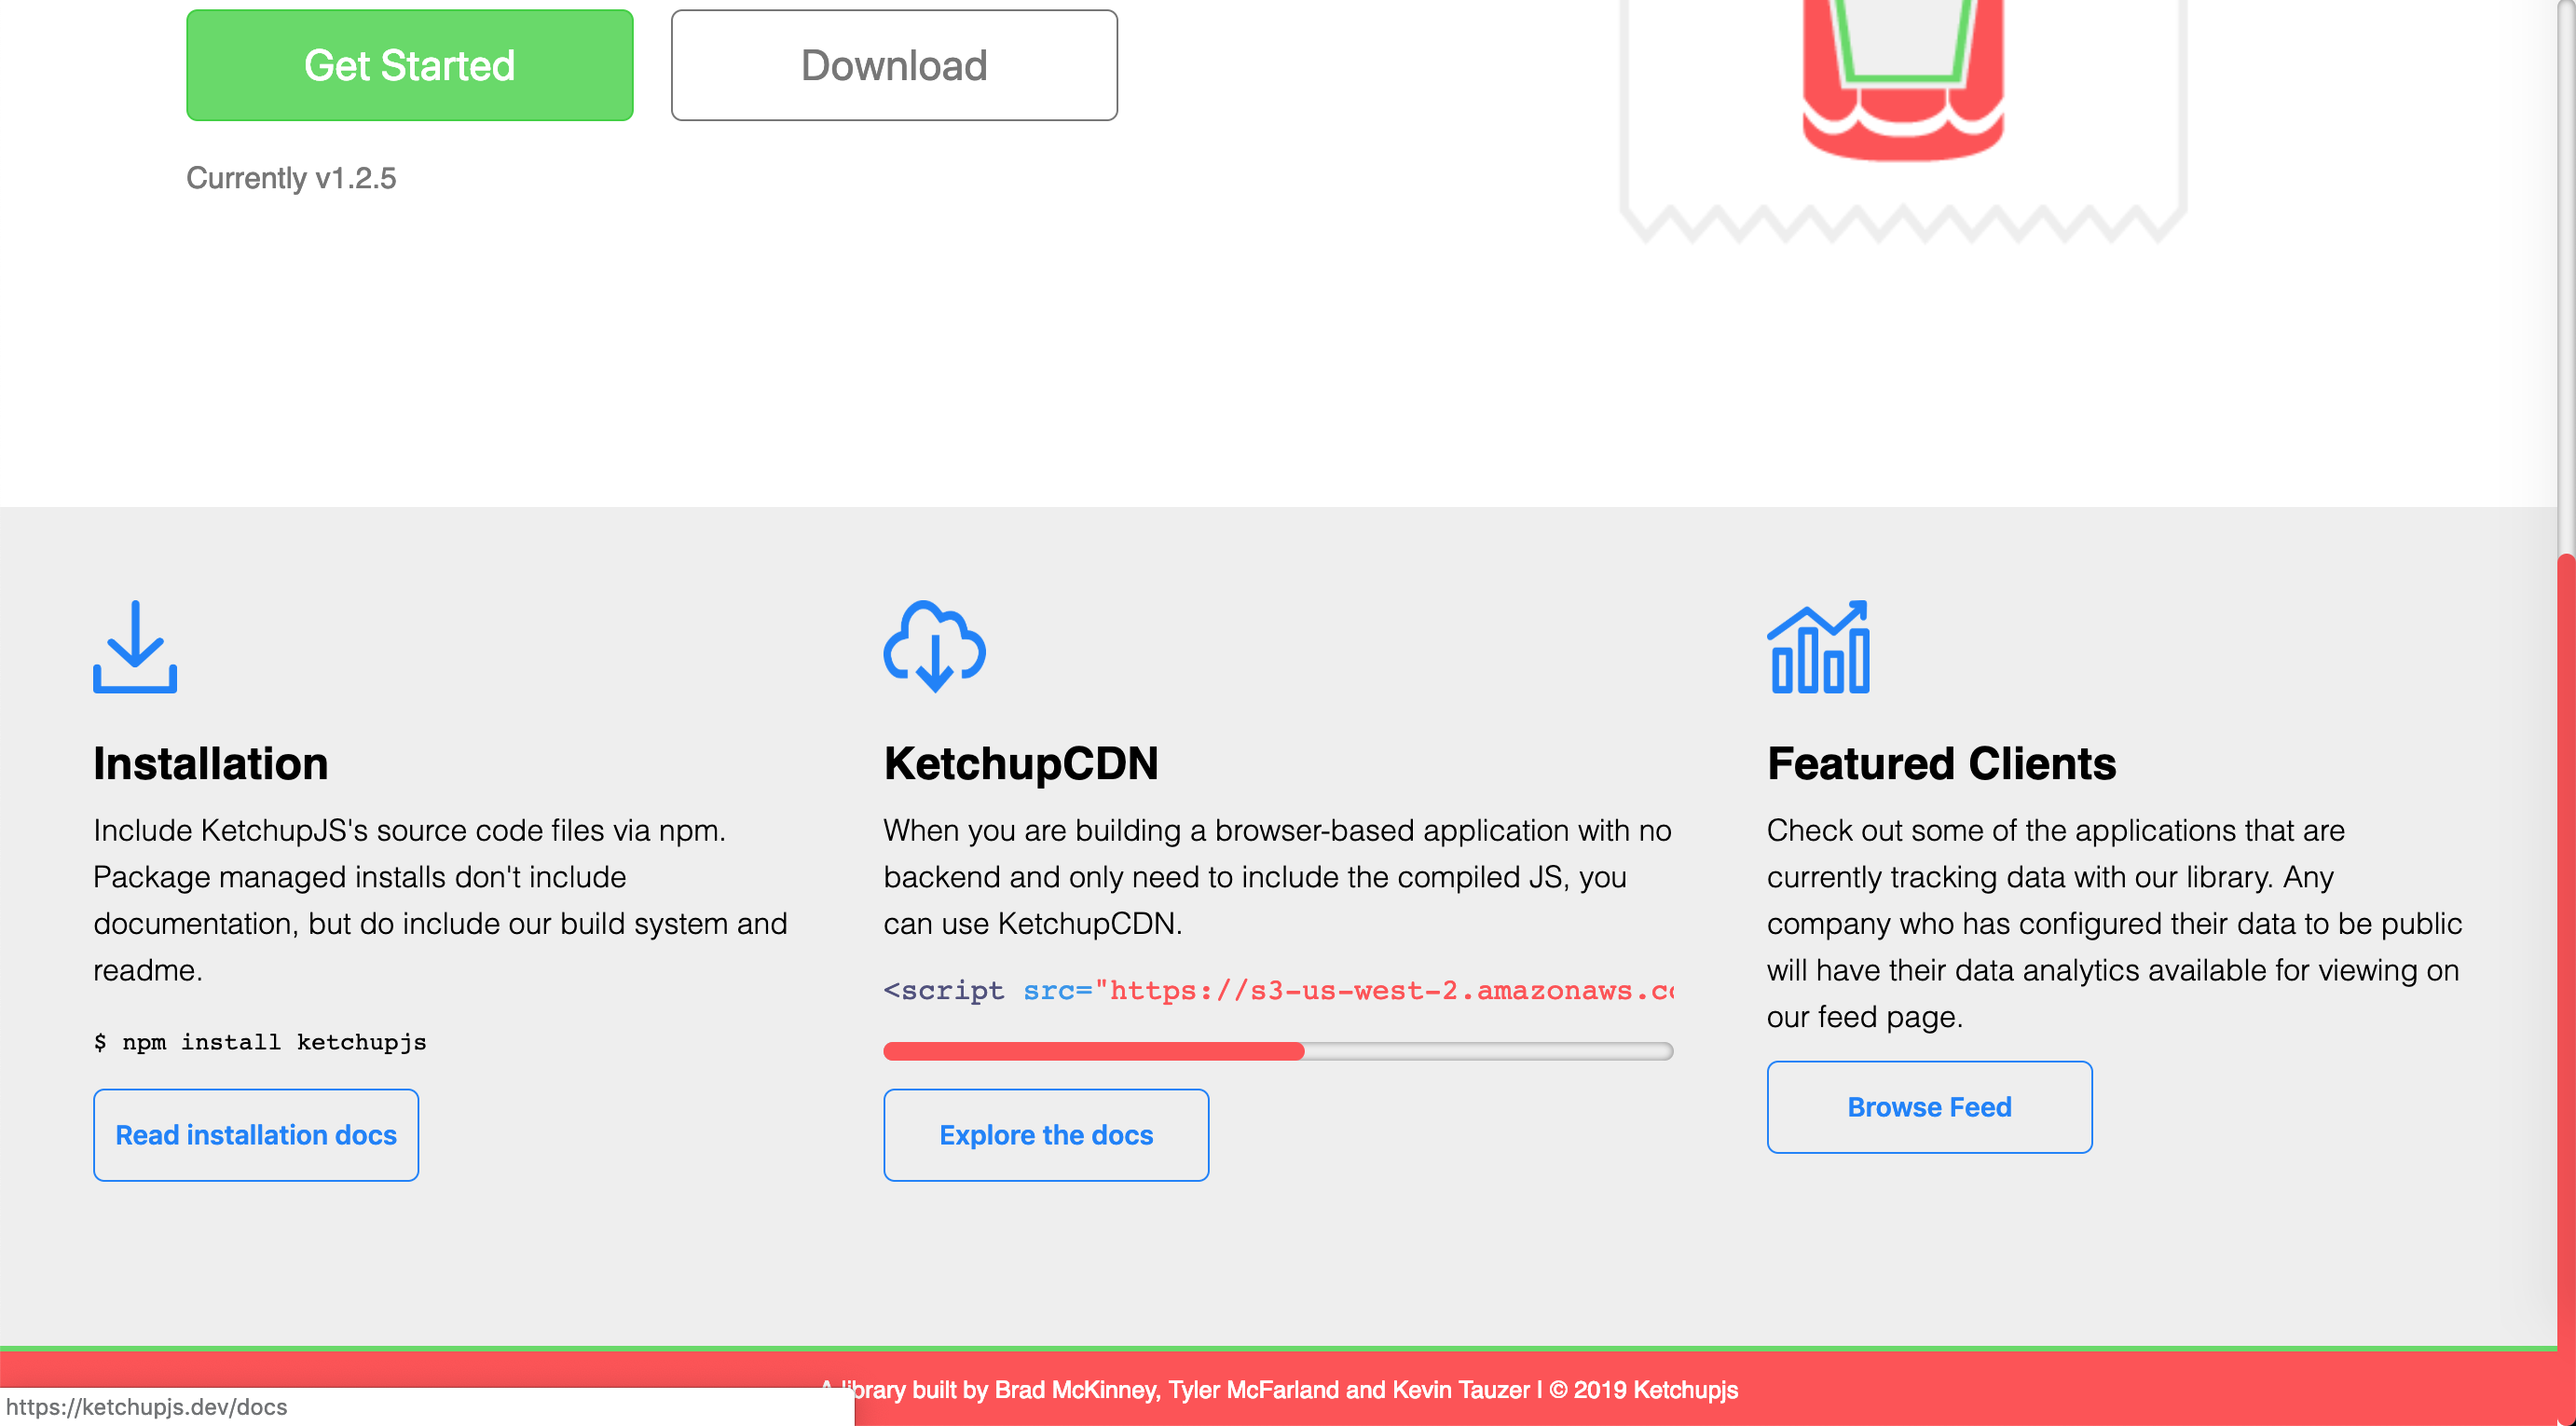 Get Started
Download
Currently v1.2.5
Installation
Include KetchupJS's source code files via npm.
Package managed installs don't include
documentation, but do include our build system and
readme.
$ npm install ketchupjs
Read installation docs
KetchupCDN
When you are building a browser-based application with no
backend and only need to include the compiled JS, you
can use KetchupCDN.
<script src="https://s3-us-west-2.amazonaws.co
Explore the docs
Featured Clients
Check out some of the applications that are
currently tracking data with our library. Any
company who has configured their data to be public
will have their data analytics available for viewing on
our feed page.
Browse Feed
A library built by Brad McKinney, Tyler McFarland and Kevin Tauzer | © 2019 Ketchupjs
https://ketchupjs.dev/docs